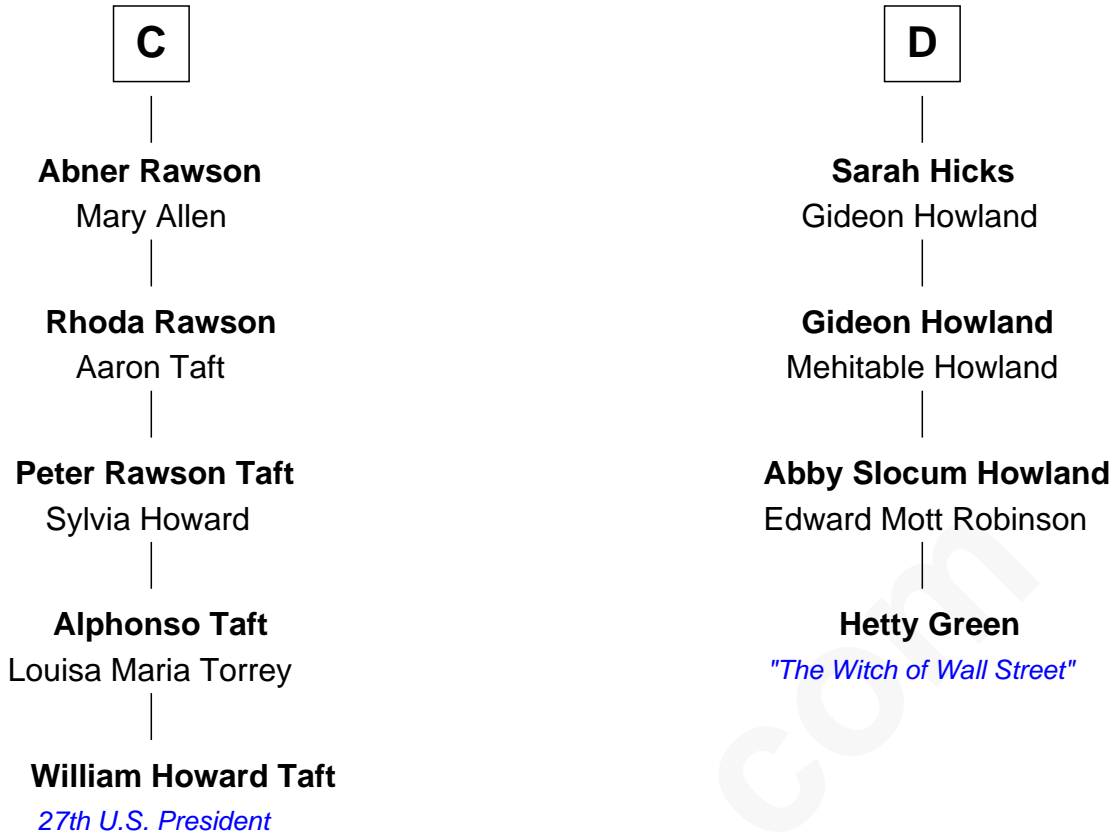 C
Abner Rawson
Mary Allen
Rhoda Rawson
Aaron Taft
Peter Rawson Taft
Sylvia Howard
Alphonso Taft
Louisa Maria Torrey
William Howard Taft
27th U.S. President
D
Sarah Hicks
Gideon Howland
Gideon Howland
Mehitable Howland
Abby Slocum Howland
Edward Mott Robinson
Hetty Green
"The Witch of Wall Street"
com